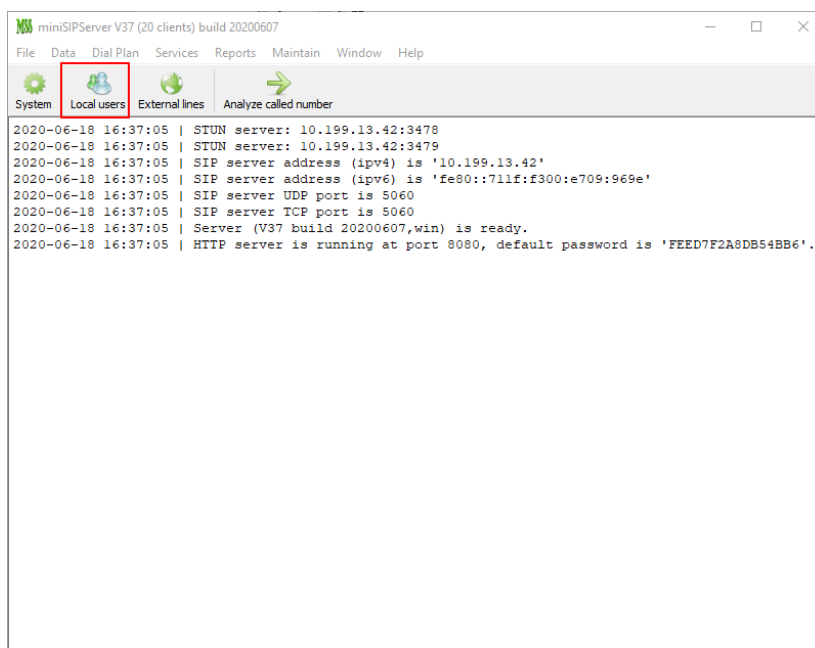 MSS miniSIPServer V37 (20 clients) build 20200607
File Data Dial Plan Services Reports Maintain Window Help
System Local users External lines Analyze called number
2020-06-18 16:37:05 | STUN server: 10.199.13.42:3478
2020-06-18 16:37:05 | STUN server: 10.199.13.42:3479
2020-06-18 16:37:05 | SIP server address (ipv4) is '10.199.13.42'
2020-06-18 16:37:05 | SIP server address (ipv6) is 'fe80::711f:f300:e709:969e'
2020-06-18 16:37:05 | SIP server UDP port is 5060
2020-06-18 16:37:05 | SIP server TCP port is 5060
2020-06-18 16:37:05 | Server (V37 build 20200607,win) is ready.
2020-06-18 16:37:05 | HTTP server is running at port 8080, default password is 'FEED7F2A8DB54BB6'.